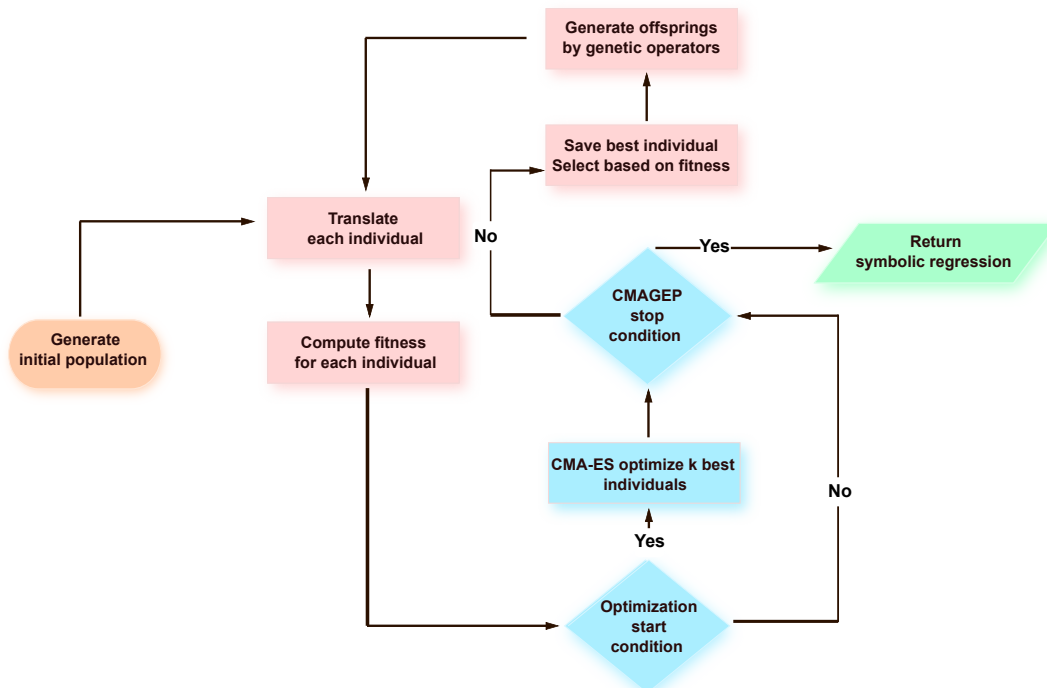 Generate offsprings
by genetic operators
Save best individual
Select based on fitness
Translate
each individual
No
Yes
Return
symbolic regression
CMAGEP
stop
condition
Generate
initial population
Compute fitness
for each individual
CMA-ES optimize k best
individuals
No
Yes
Optimization
start
condition